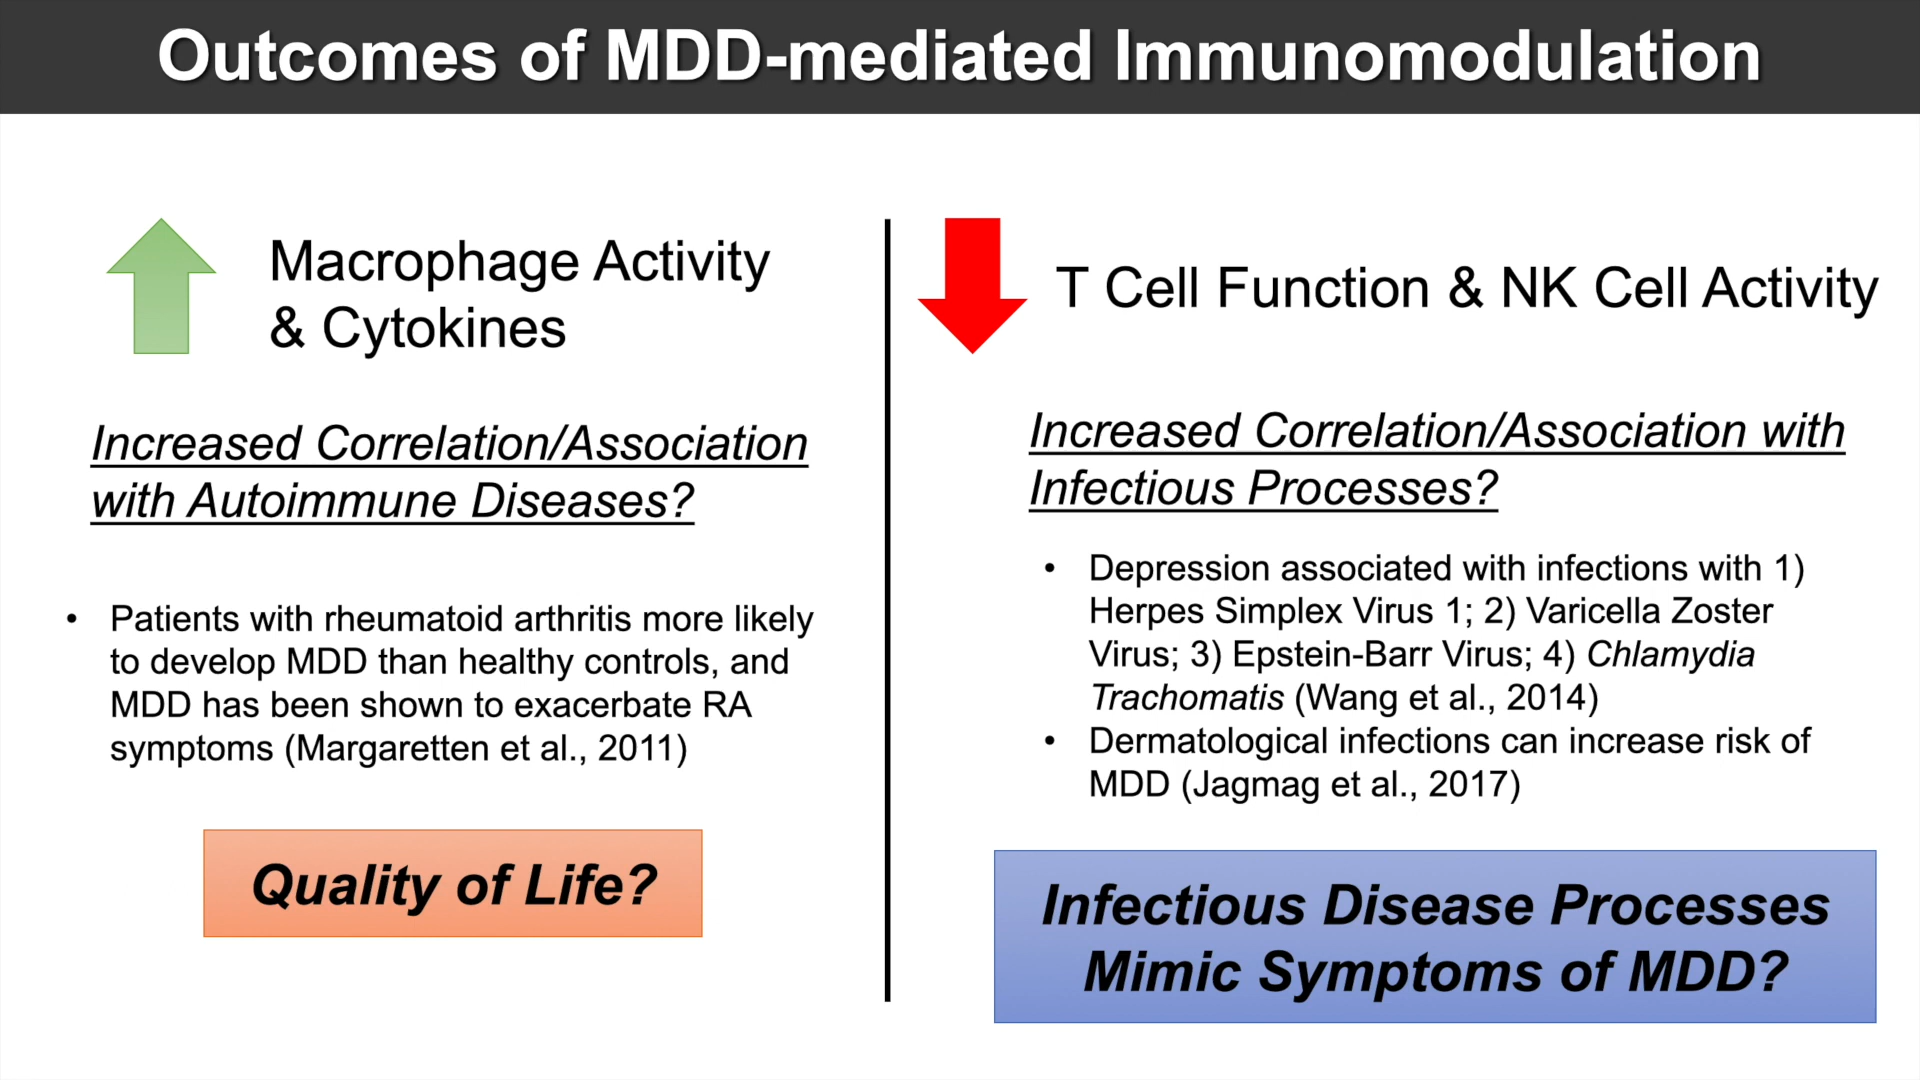 Outcomes of MDD-mediated Immunomodulation
Macrophage Activity
& Cytokines
Increased Correlation/Association
with Autoimmune Diseases?
• Patients with rheumatoid arthritis more likely
to develop MDD than healthy controls, and
MDD has been shown to exacerbate RA
symptoms (Margaretten et al., 2011)
Quality of Life?
T Cell Function & NK Cell Activity
Increased Correlation/Association with
Infectious Processes?
• Depression associated with infections with 1)
Herpes Simplex Virus 1; 2) Varicella Zoster
Virus; 3) Epstein-Barr Virus; 4) Chlamydia
Trachomatis (Wang et al., 2014)
• Dermatological infections can increase risk of
MDD (Jagmag et al., 2017)
Infectious Disease Processes
Mimic Symptoms of MDD?